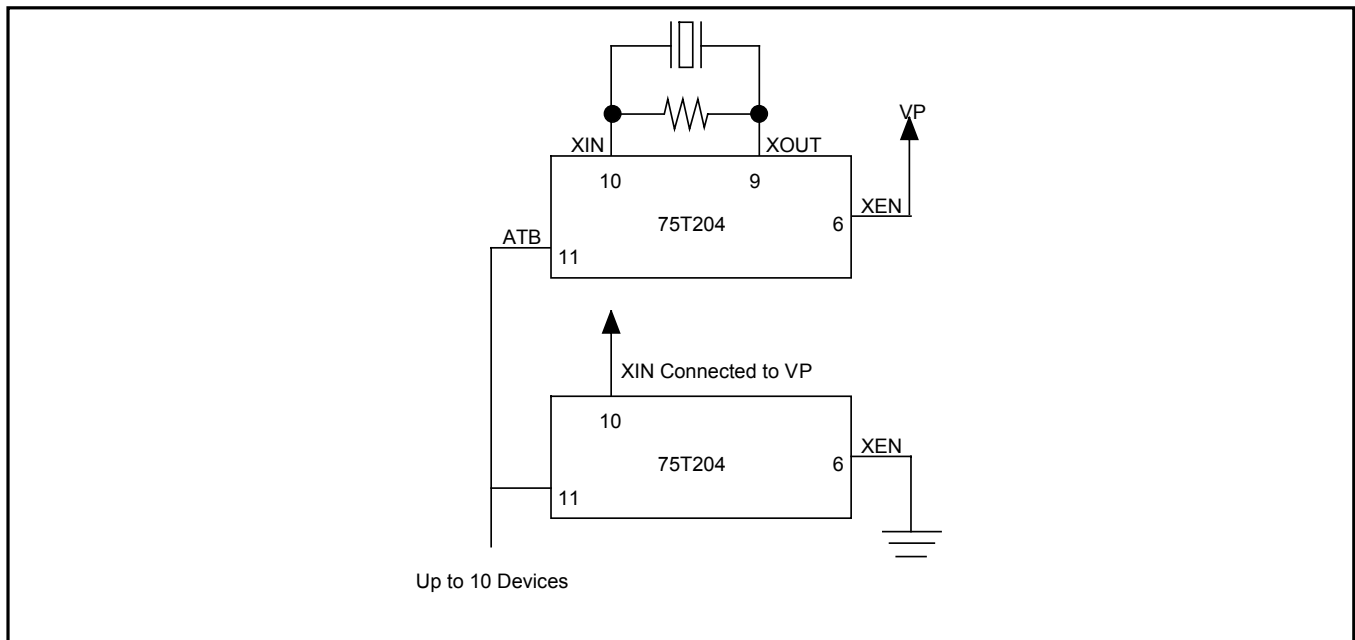 VP
XIN
XOUT
10
9
75T204
XEN
6
ATB
11
XIN Connected to VP
10
75T204
XEN
6
11
Up to 10 Devices